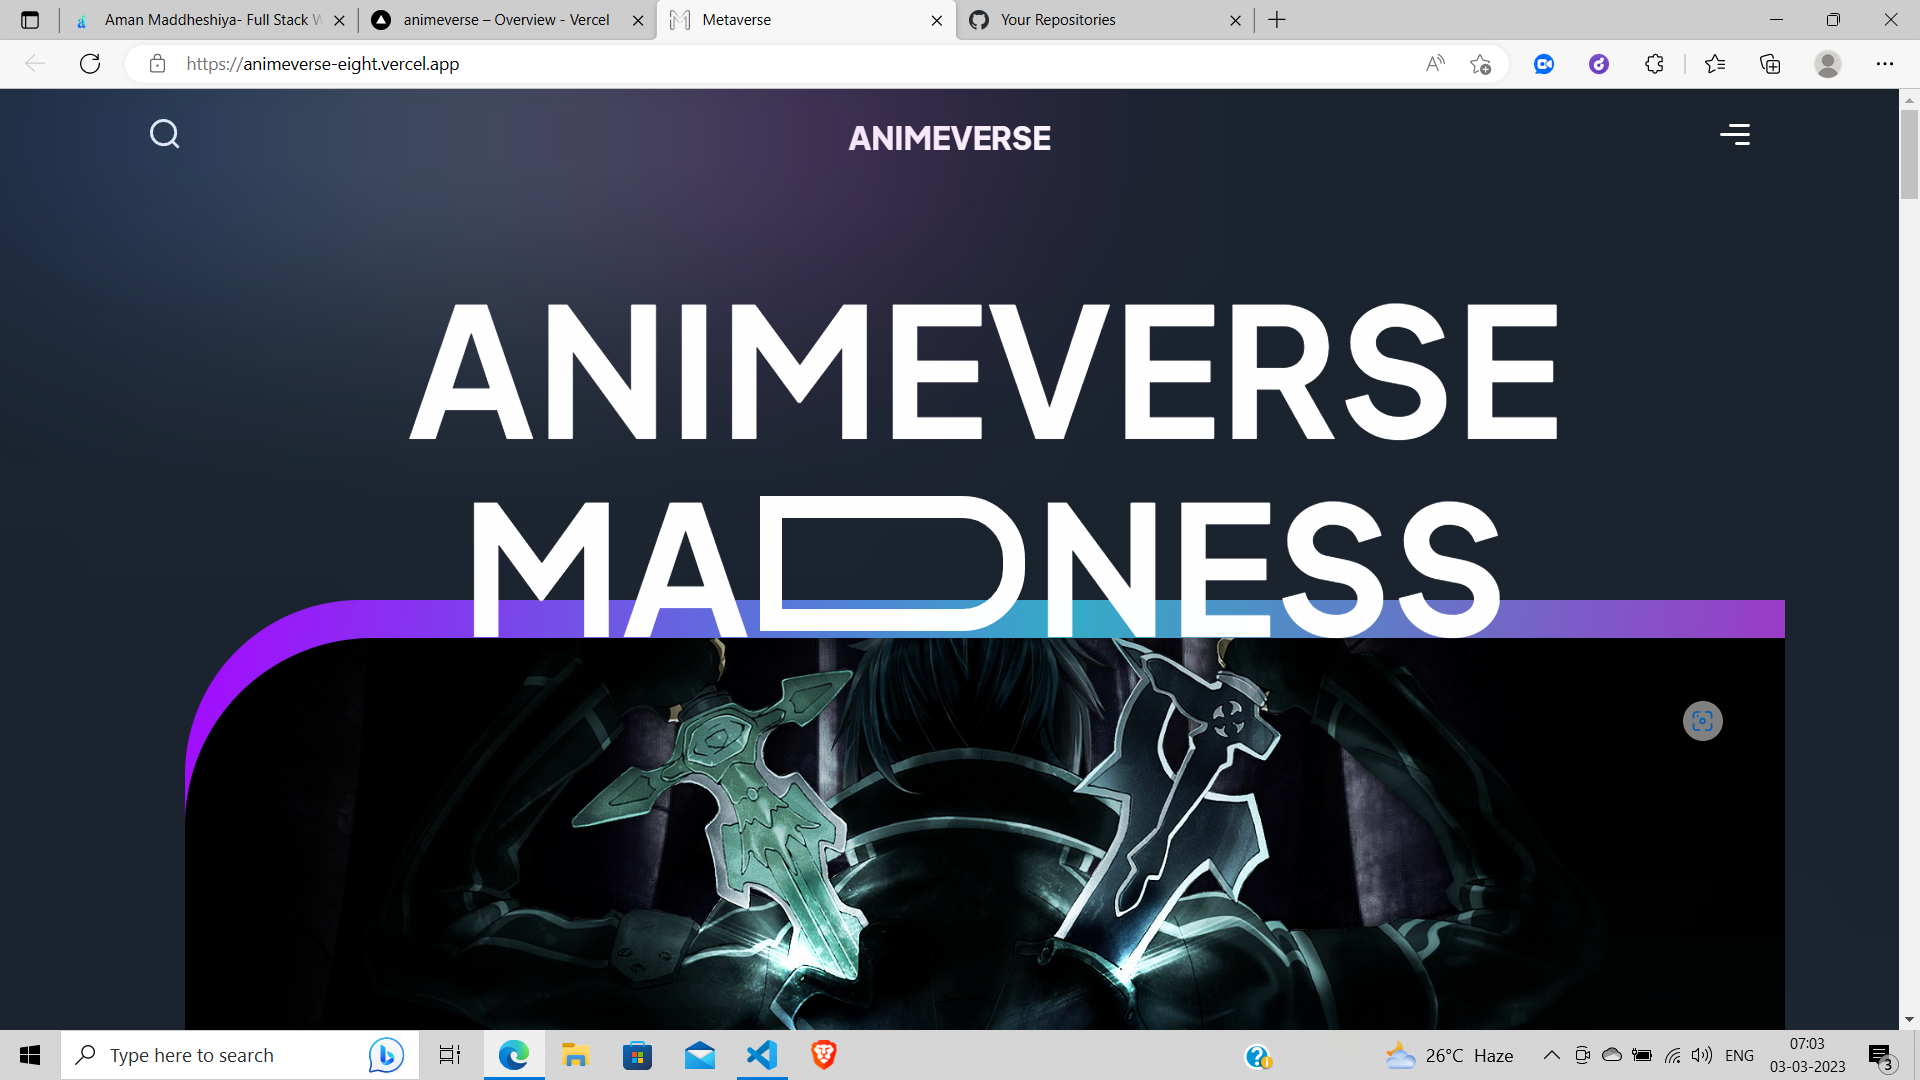 Aman Maddheshiya- Full Stack W
animeverse – Overview - Vercel
Metaverse
Your Repositories
https://animeverse-eight.vercel.app
ANIMEVERSE
ANIMEVERSE
MADNESS
Type here to search
26°C Haze
ENG
07:03
03-03-2023
3